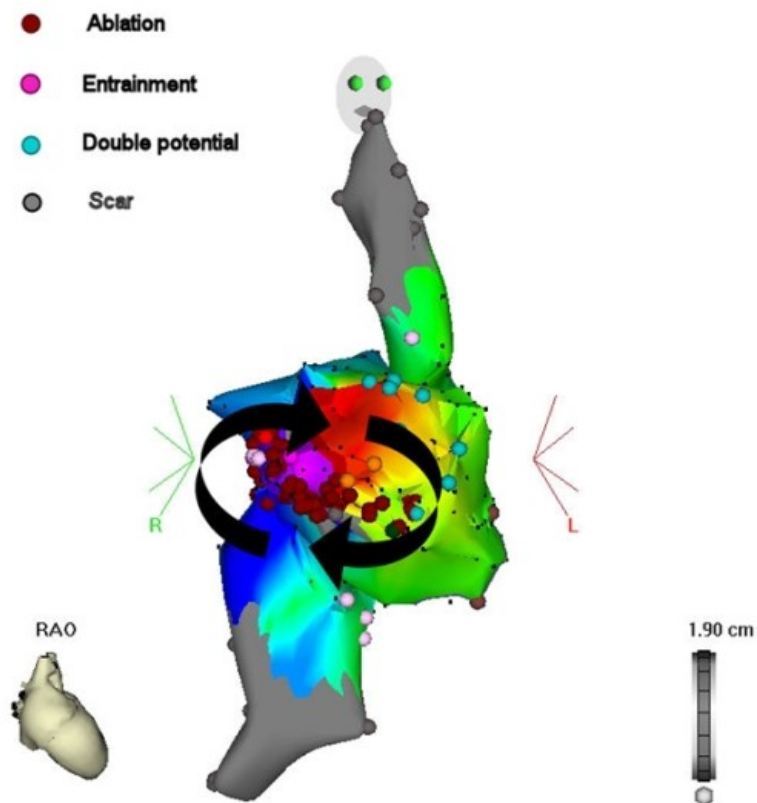 Ablation
Entrainment
Double potential
Scar
R
L
RAO
1.90 cm